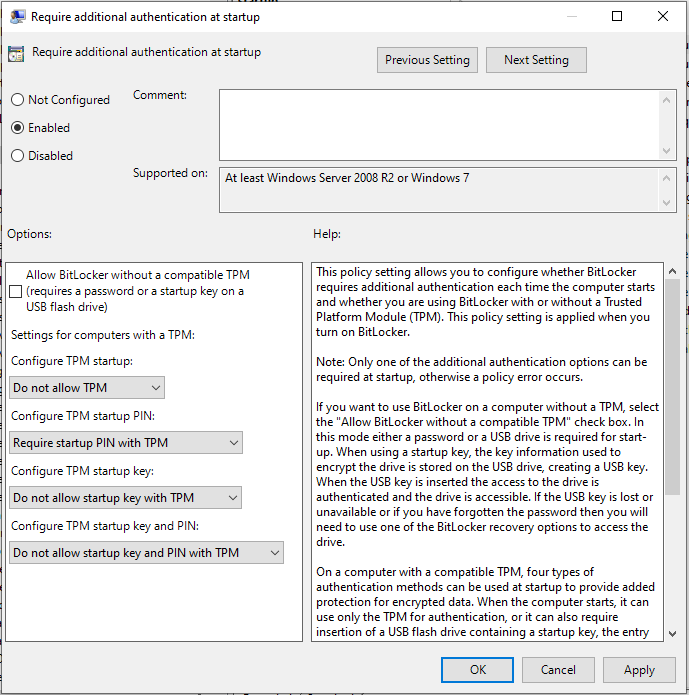 Require additional authentication at startup
Require additional authentication at startup
Previous Setting
Next Setting
Not Configured
Enabled
Disabled
Comment:
Supported on:
At least Windows Server 2008 R2 or Windows 7
Options:
Help:
Allow BitLocker without a compatible TPM
(requires a password or a startup key on a
USB flash drive)
Settings for computers with a TPM:
Configure TPM startup:
Do not allow TPM
Configure TPM startup PIN:
Require startup PIN with TPM
Configure TPM startup key:
Do not allow startup key with TPM
Configure TPM startup key and PIN:
Do not allow startup key and PIN with TPM
This policy setting allows you to configure whether BitLocker
requires additional authentication each time the computer starts
and whether you are using BitLocker with or without a Trusted
Platform Module (TPM). This policy setting is applied when you
turn on BitLocker.
Note: Only one of the additional authentication options can be
required at startup, otherwise a policy error occurs.
If you want to use BitLocker on a computer without a TPM, select
the "Allow BitLocker without a compatible TPM" check box. In
this mode either a password or a USB drive is required for start-
up. When using a startup key, the key information used to
encrypt the drive is stored on the USB drive, creating a USB key.
When the USB key is inserted the access to the drive is
authenticated and the drive is accessible. If the USB key is lost or
unavailable or if you have forgotten the password then you will
need to use one of the BitLocker recovery options to access the
drive.
On a computer with a compatible TPM, four types of
authentication methods can be used at startup to provide added
protection for encrypted data. When the computer starts, it can
use only the TPM for authentication, or it can also require
insertion of a USB flash drive containing a startup key, the entry
OK
Cancel
Apply